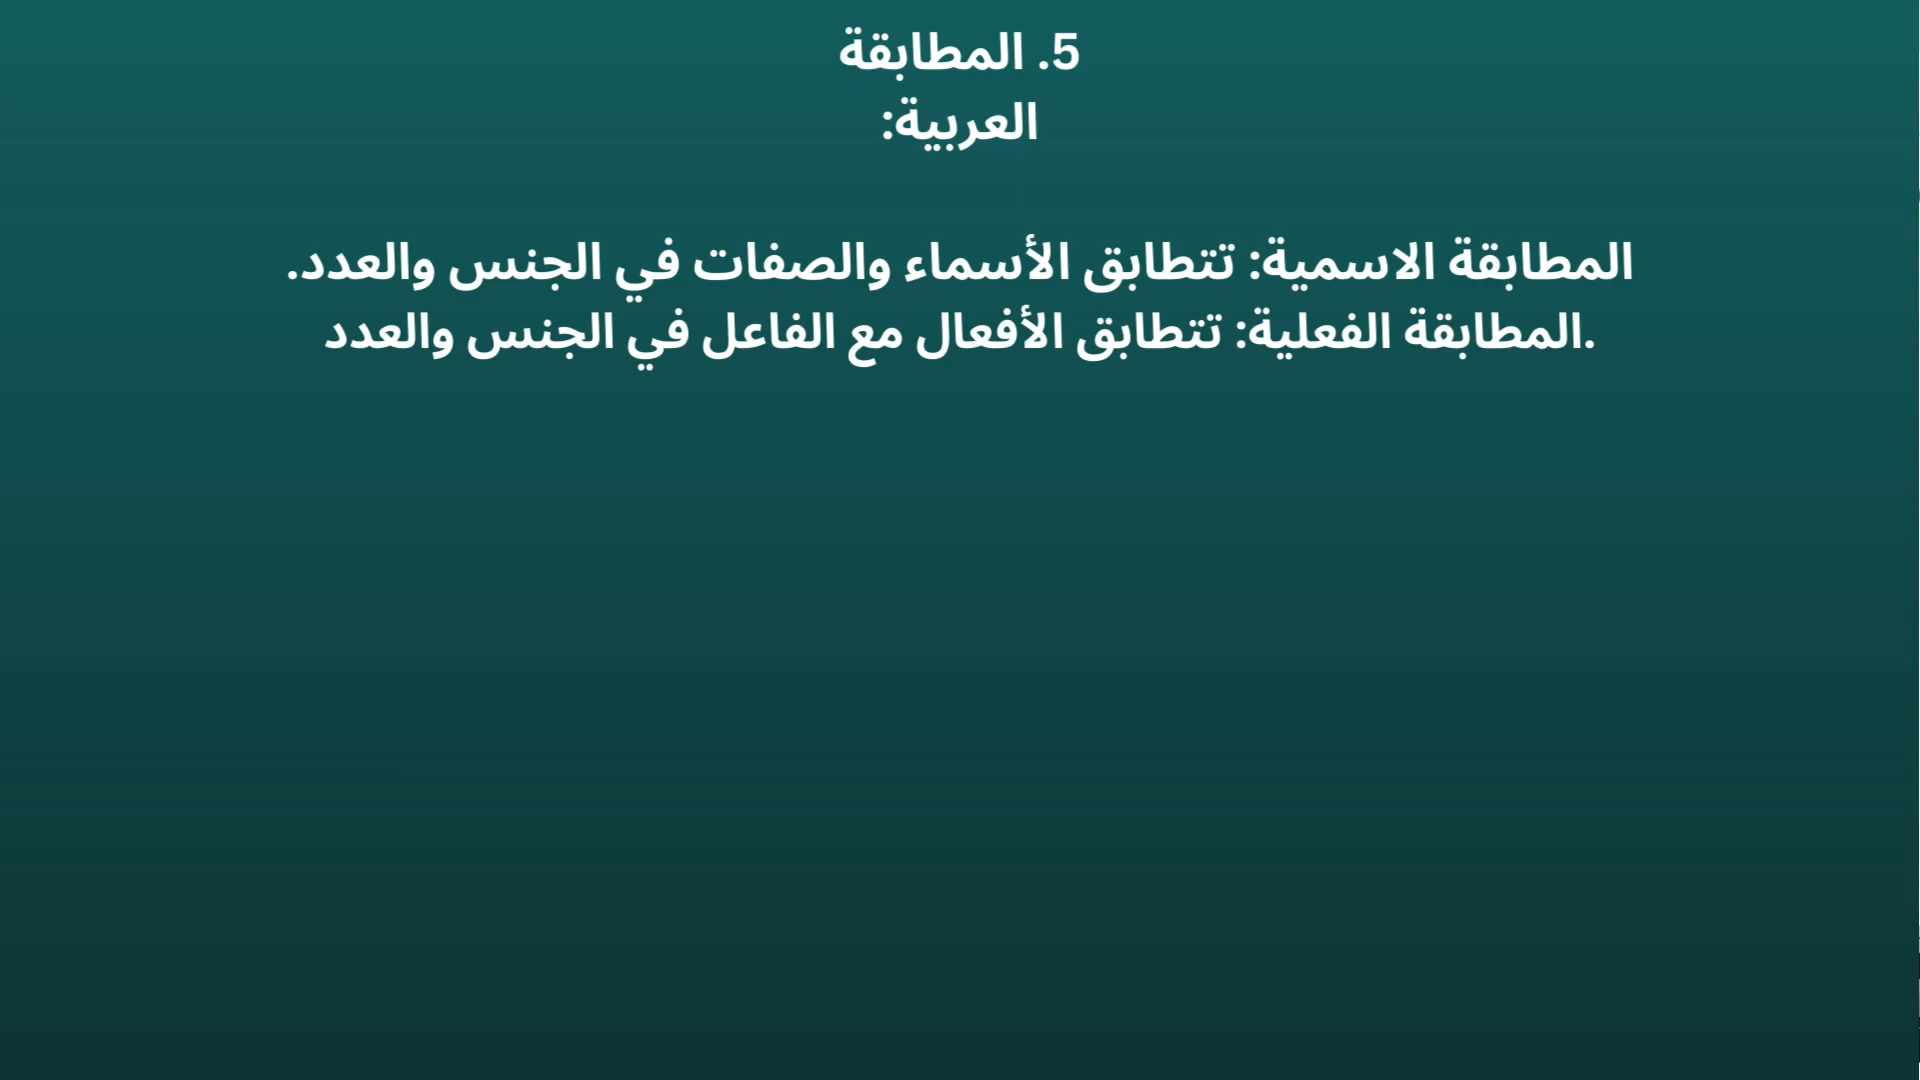 5. المطابقة
العربية:
المطابقة الاسمية: تتطابق الأسماء والصفات في الجنس والعدد.
.المطابقة الفعلية: تتطابق الأفعال مع الفاعل في الجنس والعدد